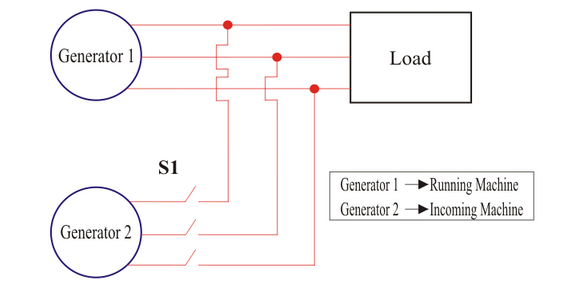 Generator 1
Load
S1
Generator 1 → Running Machine
Generator 2 → Incoming Machine
Generator 2